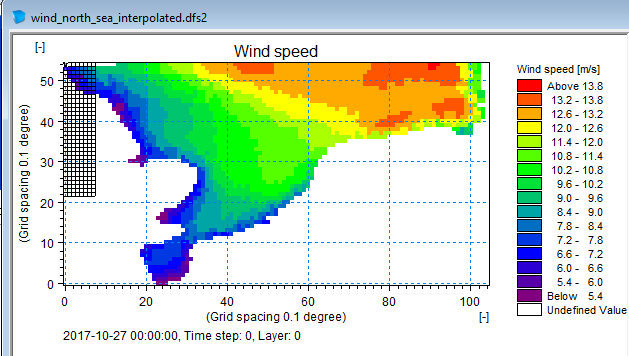 wind_north_sea_interpolated.dfs2
[-]
Wind speed
50
40
30
20
10
0
(Grid spacing 0.1 degree)
0 20 40 60 80 100
(Grid spacing 0.1 degree) [-]
2017-10-27 00:00:00, Time step: 0, Layer: 0
Wind speed [m/s]
Above 13.8
13.2 - 13.8
12.6 - 13.2
12.0 - 12.6
11.4 - 12.0
10.8 - 11.4
10.2 - 10.8
9.6 - 10.2
9.0 - 9.6
8.4 - 9.0
7.8 - 8.4
7.2 - 7.8
6.6 - 7.2
6.0 - 6.6
5.4 - 6.0
Below 5.4
Undefined Value